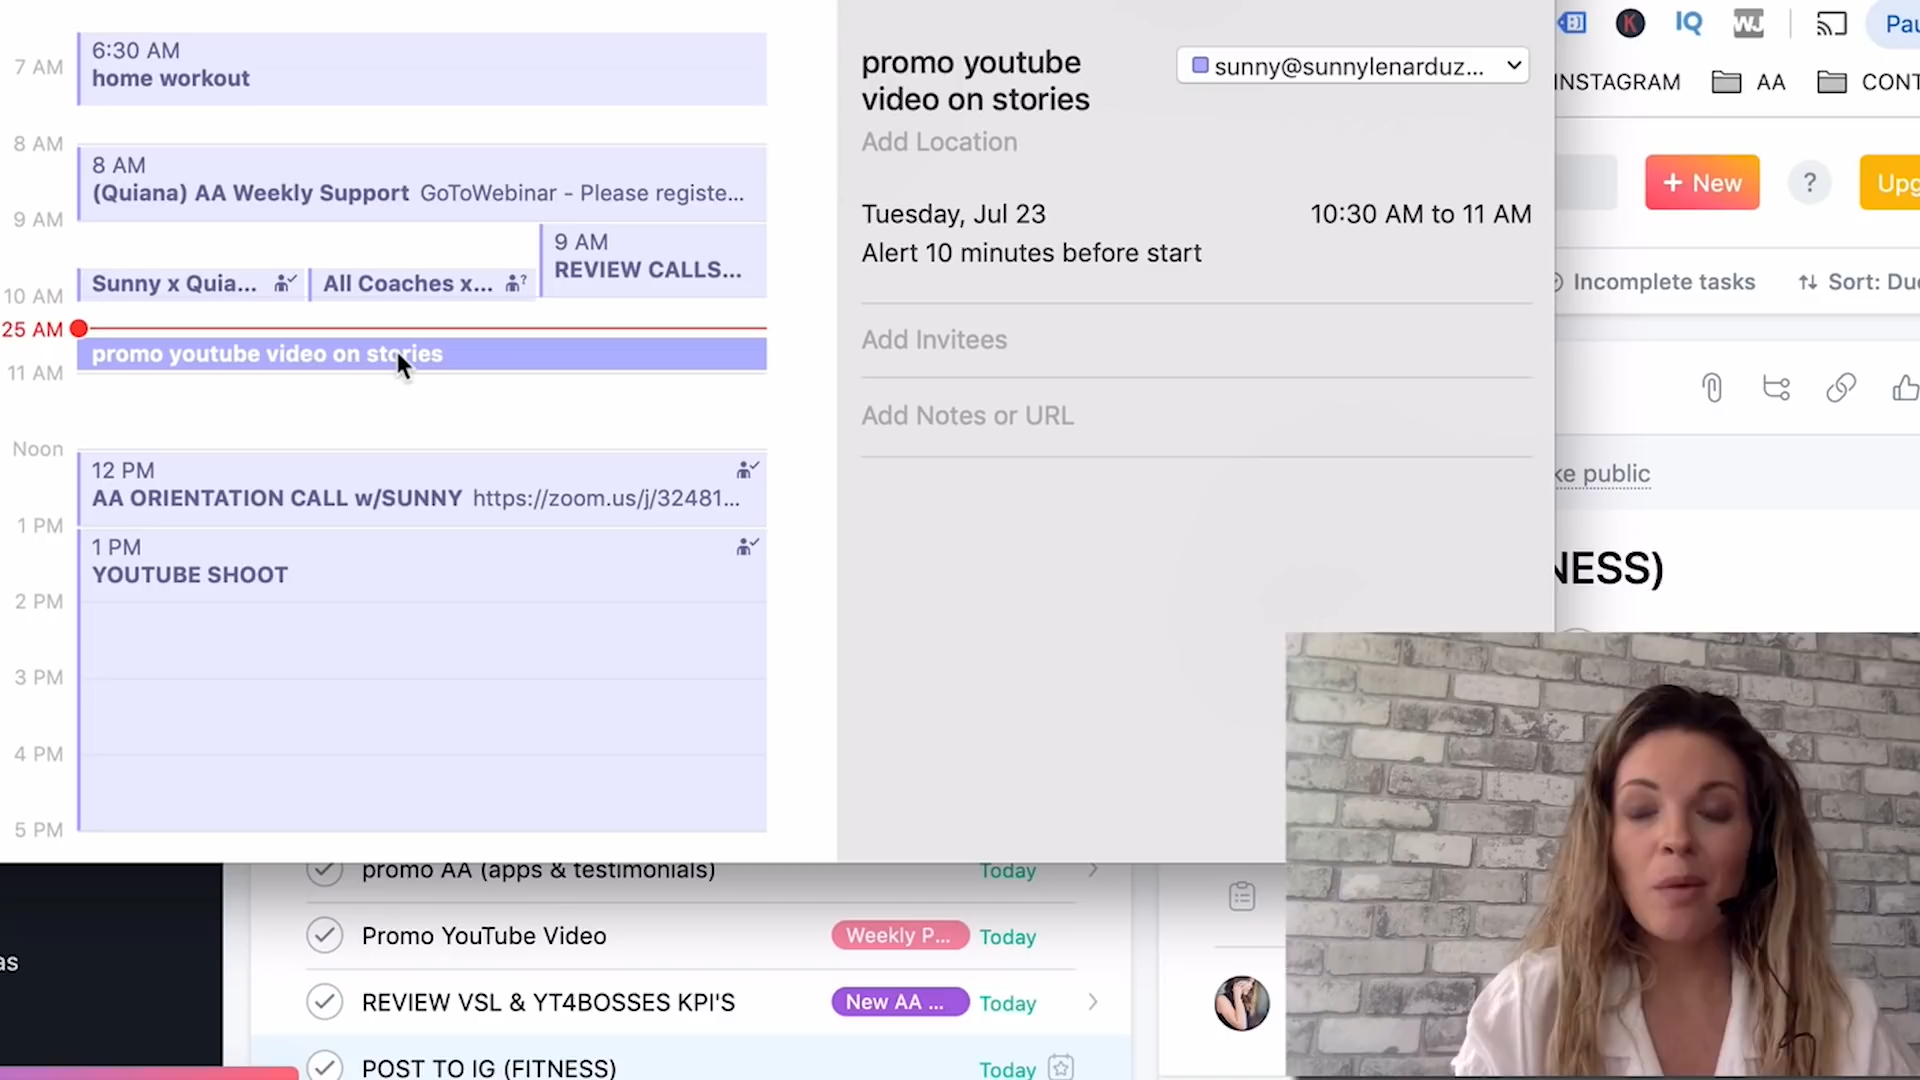 7 AM
6:30 AM
home workout
8 AM
8 AM
(Quiana) AA Weekly Support GoToWebinar - Please registe...
9 AM
9 AM
REVIEW CALLS...
Sunny x Quia...
All Coaches x...
10 AM
25 AM
promo youtube video on stories
11 AM
Noon
12 PM
AA ORIENTATION CALL w/SUNNY https://zoom.us/j/32481...
1 PM
1 PM
YOUTUBE SHOOT
2 PM
3 PM
4 PM
5 PM
promo youtube
video on stories
sunny@sunnylenarduz...
Add Location
Tuesday, Jul 23
10:30 AM to 11 AM
Alert 10 minutes before start
Add Invitees
Add Notes or URL
K
IQ
WJ
Pau
INSTAGRAM
AA
CONT
+ New
?
Upg
Incomplete tasks
Sort: Du
ke public
NESS)
as
promo AA (apps & testimonials)
Today
Promo YouTube Video
Weekly P...
Today
REVIEW VSL & YT4BOSSES KPI'S
New AA ...
Today
POST TO IG (FITNESS)
Today